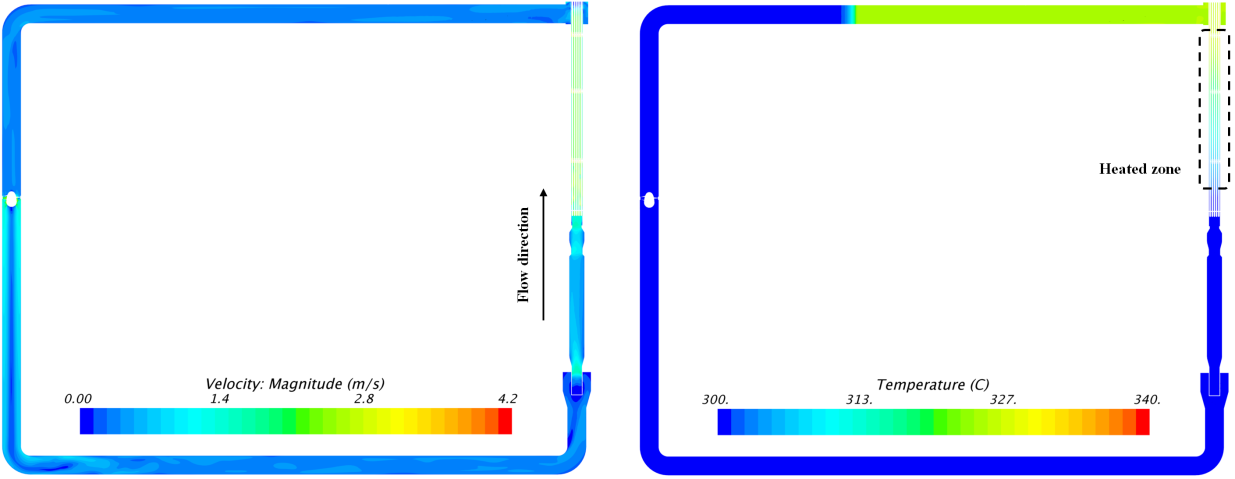 Flow direction
Velocity: Magnitude (m/s)
0.00 1.4 2.8 4.2
Heated zone
Temperature (C)
300. 313. 327. 340.